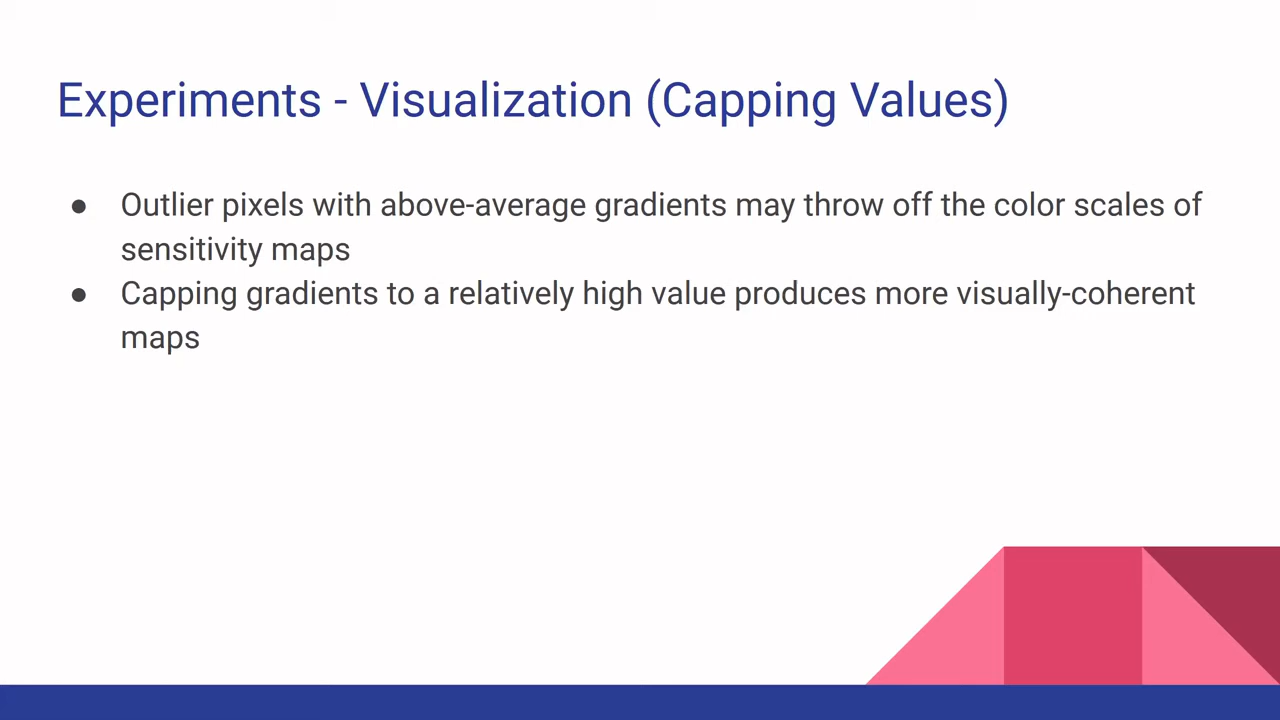 Experiments - Visualization (Capping Values)
● Outlier pixels with above-average gradients may throw off the color scales of
sensitivity maps
● Capping gradients to a relatively high value produces more visually-coherent
maps